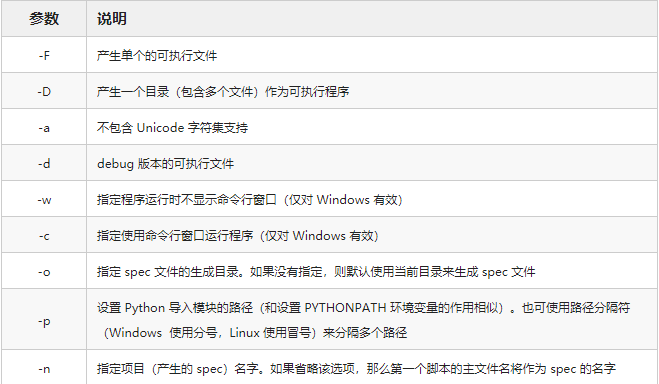 参数 说明
-F 产生单个的可执行文件
-D 产生一个目录（包含多个文件）作为可执行程序
-a 不包含 Unicode 字符集支持
-d debug 版本的可执行文件
-w 指定程序运行时不显示命令行窗口（仅对 Windows 有效）
-c 指定使用命令行窗口运行程序（仅对 Windows 有效）
-o 指定 spec 文件的生成目录。如果没有指定，则默认使用当前目录来生成 spec 文件
-p 设置 Python 导入模块的路径（和设置 PYTHONPATH 环境变量的作用相似）。也可使用路径分隔符
（Windows 使用分号，Linux 使用冒号）来分隔多个路径
-n 指定项目（产生的 spec）名字。如果省略该选项，那么第一个脚本的主文件名将作为 spec 的名字